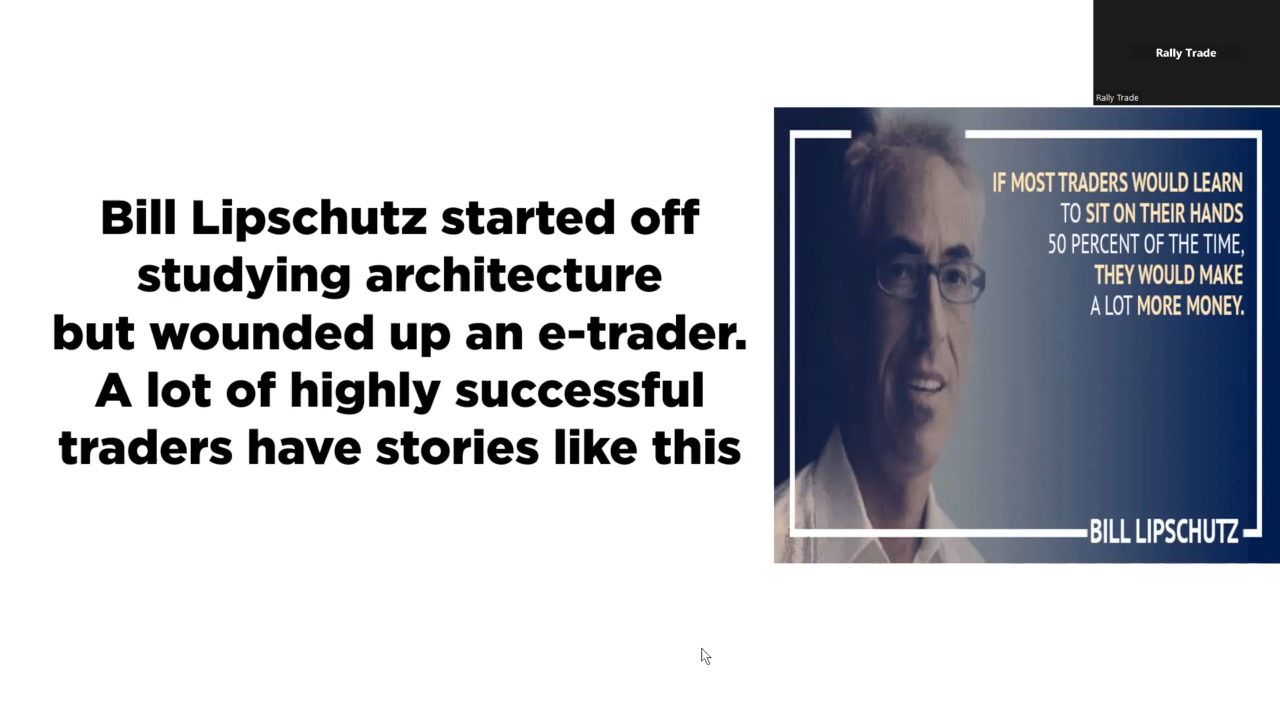 Rally Trade
Rally Trade
Bill Lipschutz started off
studying architecture
but wounded up an e-trader.
A lot of highly successful
traders have stories like this
IF MOST TRADERS WOULD LEARN
TO SIT ON THEIR HANDS
50 PERCENT OF THE TIME,
THEY WOULD MAKE
A LOT MORE MONEY.
BILL LIPSCHUTZ